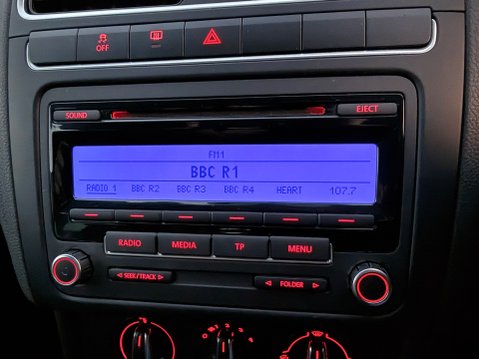 OFF
SOUND
EJECT
FM1
BBC R1
RADIO 1 BBC R2 BBC R3 BBC R4 HEART 107.7
RADIO MEDIA TP MENU
SEEK/TRACK FOLDER